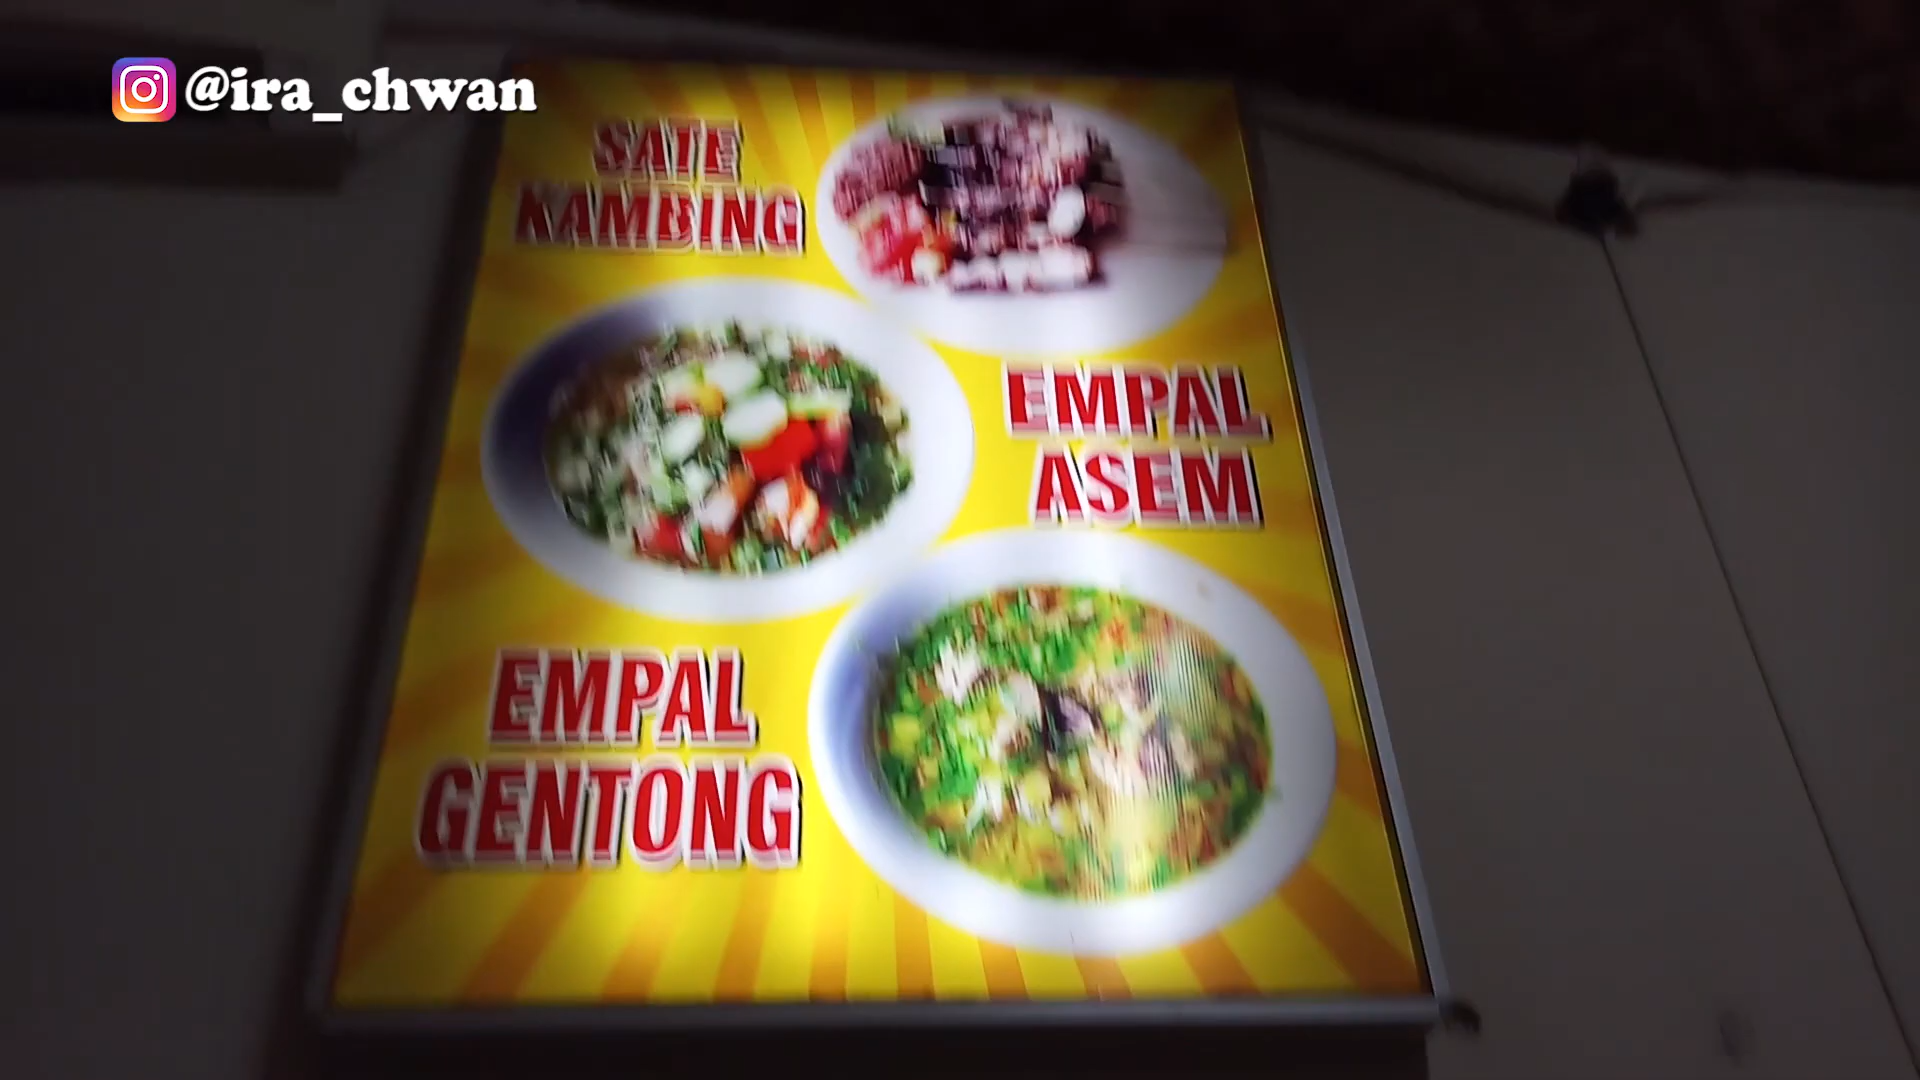 @ira_chwan
SATE
KAMBING
EMPAL
ASEM
EMPAL
GENTONG